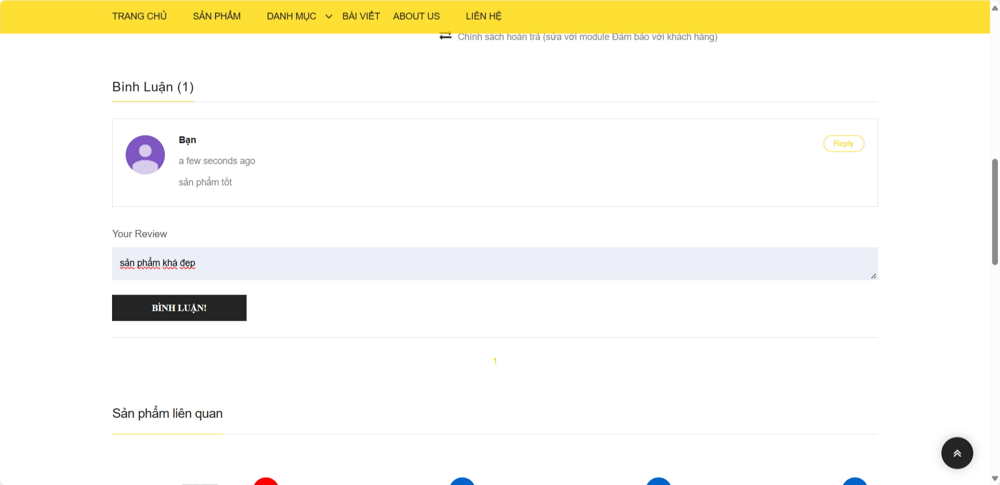 TRANG CHỦ SẢN PHẨM DANH MỤC BÀI VIẾT ABOUT US LIÊN HỆ
Chính sách hoàn trả (sửa với module Đảm bảo với khách hàng)
Bình Luận (1)
Bạn
Reply
a few seconds ago
sản phẩm tốt
Your Review
sản phẩm khá đẹp
BÌNH LUẬN!
1
Sản phẩm liên quan